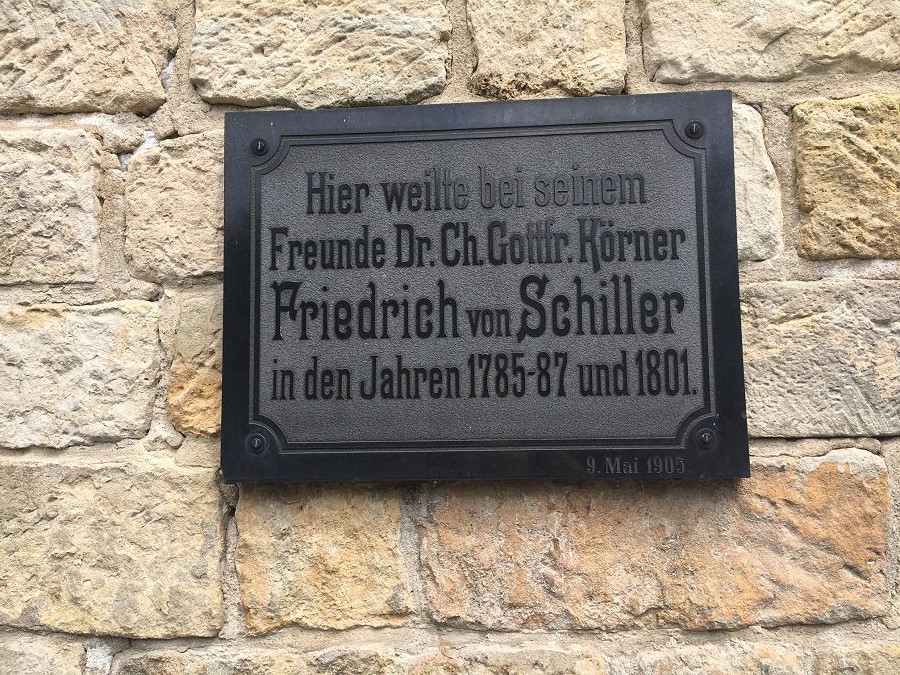 Hier weilte bei seinem
Freunde Dr. Ch. Gottfr. Körner
Friedrich von Schiller
in den Jahren 1785-87 und 1801.
9. Mai 1905.